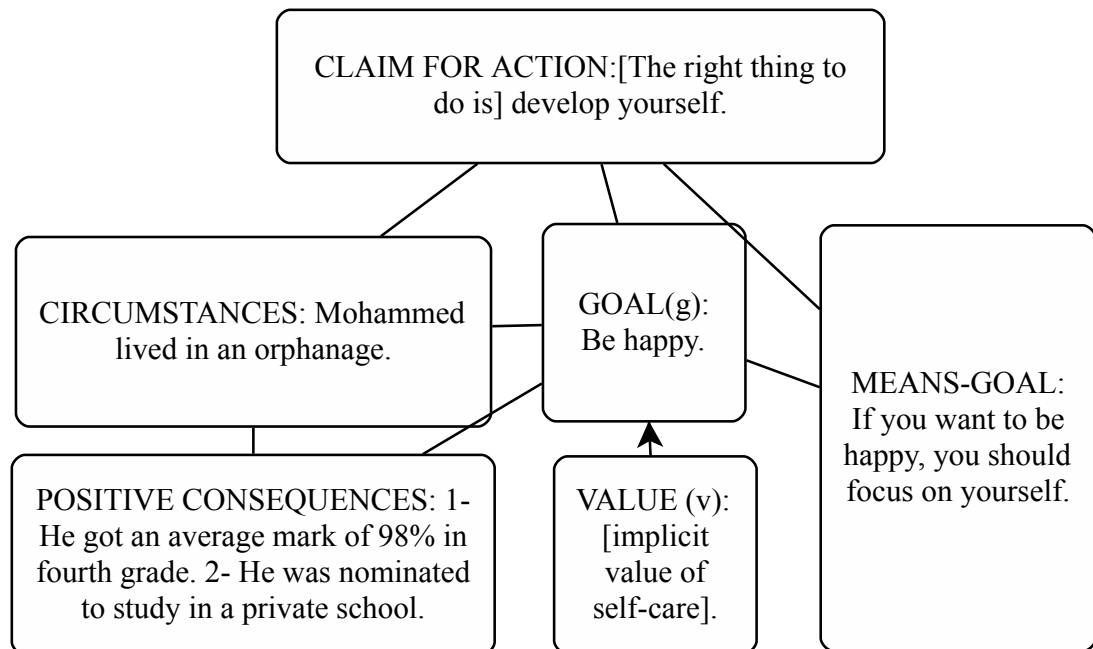 CLAIM FOR ACTION:[The right thing to
do is] develop yourself.
CIRCUMSTANCES: Mohammed
lived in an orphanage.
GOAL(g):
Be happy.
MEANS-GOAL:
If you want to be
happy, you should
focus on yourself.
POSITIVE CONSEQUENCES: 1-
He got an average mark of 98% in
fourth grade. 2- He was nominated
to study in a private school.
VALUE (v):
[implicit
value of
self-care].